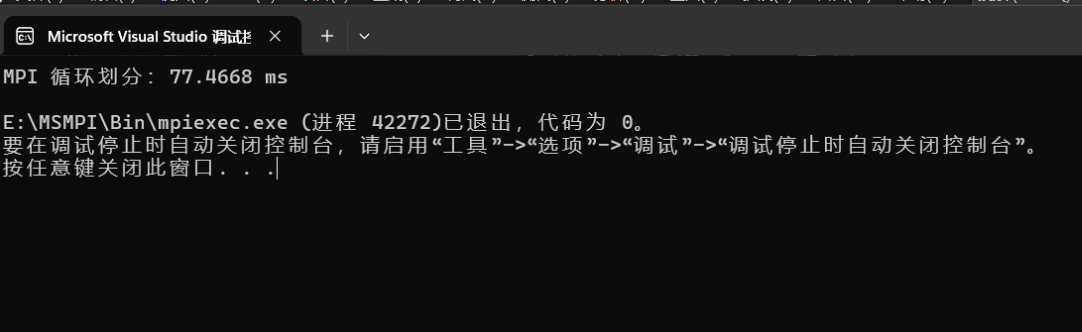 Microsoft Visual Studio 调试
MPI 循环划分: 77.4668 ms
E:\MSMPI\Bin\mpiexec.exe (进程 42272)已退出，代码为 0。
要在调试停止时自动关闭控制台，请启用“工具”->“选项”->“调试”->“调试停止时自动关闭控制台”。
按任意键关闭此窗口. . .